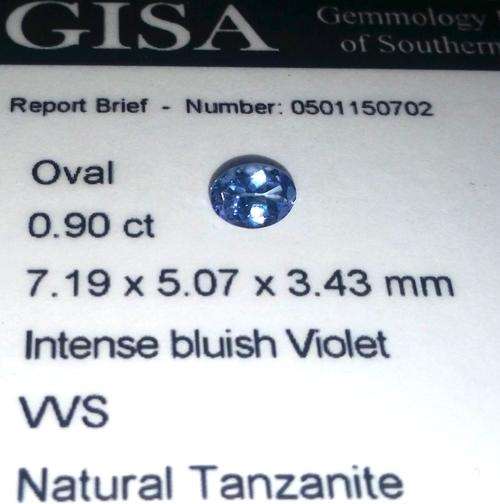 GISA
Gemmology
of Southern
Report Brief - Number: 0501150702
Oval
0.90 ct
7.19 x 5.07 x 3.43 mm
Intense bluish Violet
VVS
Natural Tanzanite